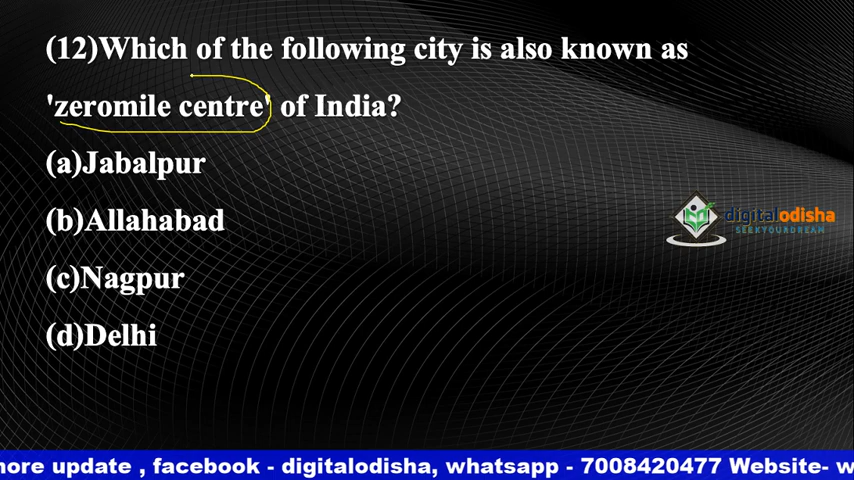 (12)Which of the following city is also known as
'zeromile centre' of India?
(a)Jabalpur
(b)Allahabad
digitalodisha
SEEKYOURDREAM
(c)Nagpur
(d)Delhi
more update , facebook - digitalodisha, whatsapp - 7008420477 Website- w